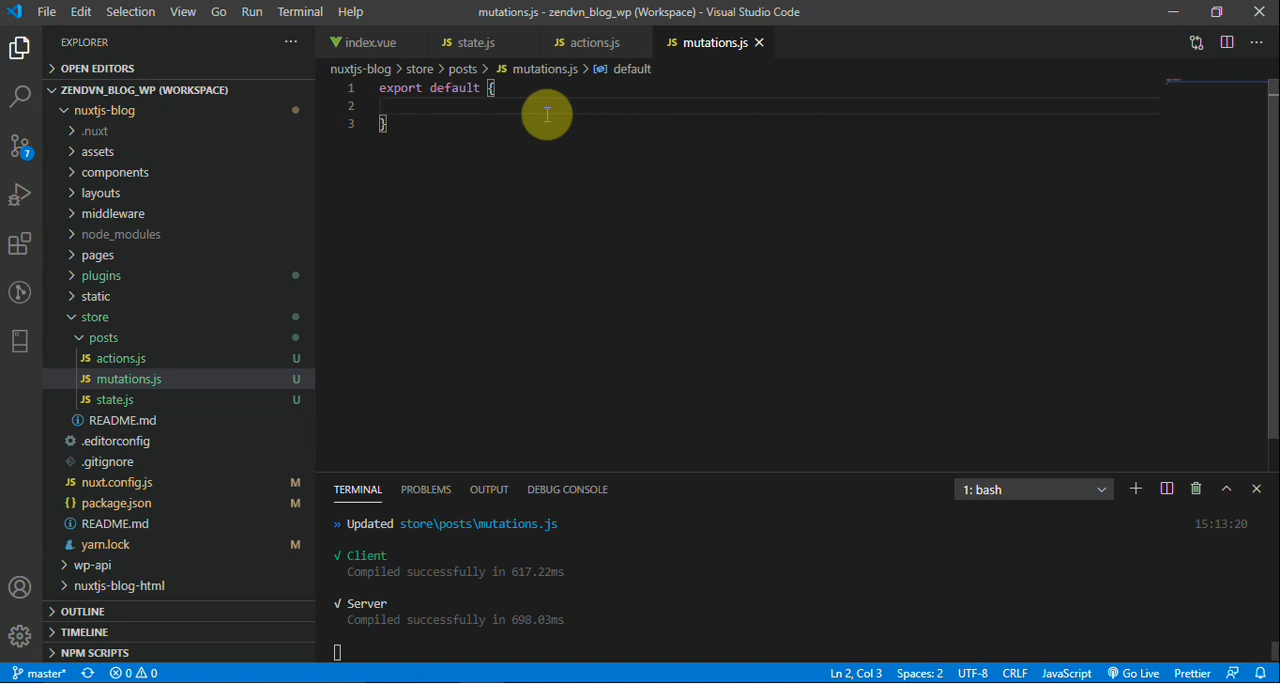 File Edit Selection View Go Run Terminal Help mutations.js - zendvn_blog_wp (Workspace) - Visual Studio Code
EXPLORER
OPEN EDITORS
ZENDVN_BLOG_WP (WORKSPACE)
nuxtjs-blog
.nuxt
assets
components
layouts
middleware
node_modules
pages
plugins
static
store
posts
JS actions.js U
JS mutations.js U
JS state.js U
README.md
.editorconfig
.gitignore
JS nuxt.config.js M
{} package.json M
README.md
yarn.lock M
wp-api
nuxtjs-blog-html
OUTLINE
TIMELINE
NPM SCRIPTS
7
index.vue JS state.js JS actions.js JS mutations.js
nuxtjs-blog > store > posts > JS mutations.js > default
1 export default {
2
3 }
TERMINAL PROBLEMS OUTPUT DEBUG CONSOLE 1: bash
» Updated store\posts\mutations.js 15:13:20
√ Client
Compiled successfully in 617.22ms
√ Server
Compiled successfully in 698.03ms
master* 0 0 Ln 2, Col 3 Spaces: 2 UTF-8 CRLF JavaScript Go Live Prettier